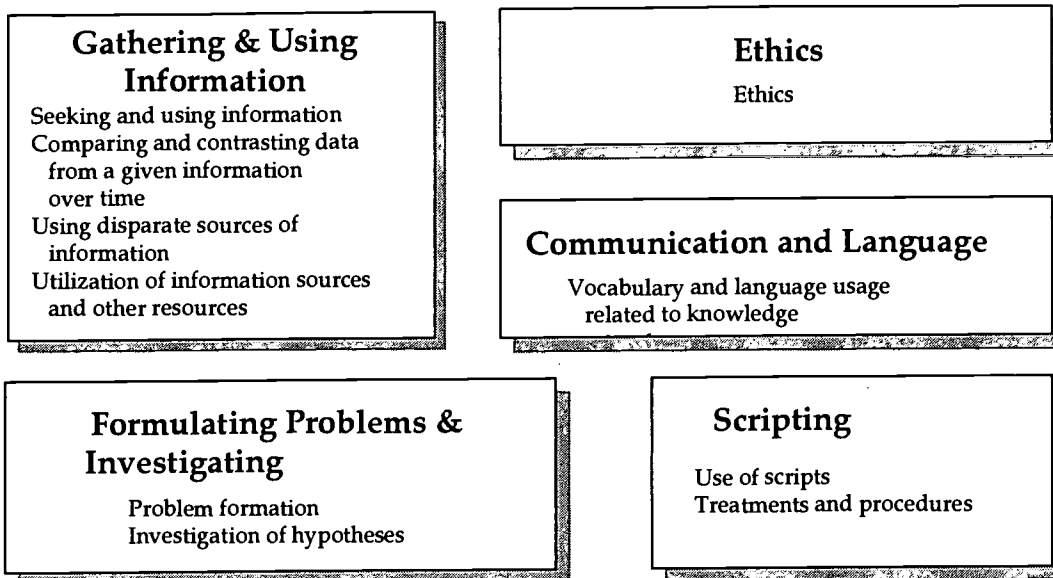 Gathering & Using
Information
Seeking and using information
Comparing and contrasting data
from a given information
over time
Using disparate sources of
information
Utilization of information sources
and other resources
Ethics
Ethics
Communication and Language
Vocabulary and language usage
related to knowledge
Formulating Problems &
Investigating
Problem formation
Investigation of hypotheses
Scripting
Use of scripts
Treatments and procedures